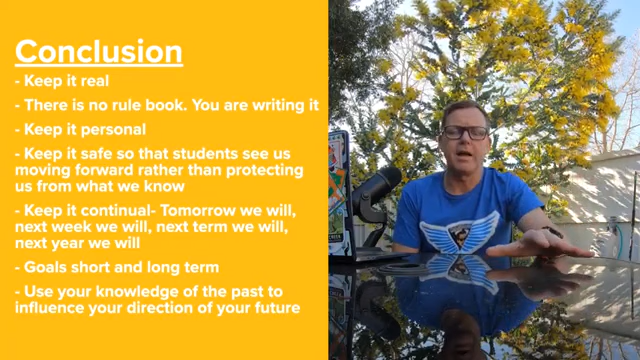 Conclusion
- Keep it real
- There is no rule book. You are writing it
- Keep it personal
- Keep it safe so that students see us
moving forward rather than protecting
us from what we know
- Keep it continual- Tomorrow we will,
next week we will, next term we will,
next year we will
- Goals short and long term
- Use your knowledge of the past to
influence your direction of your future